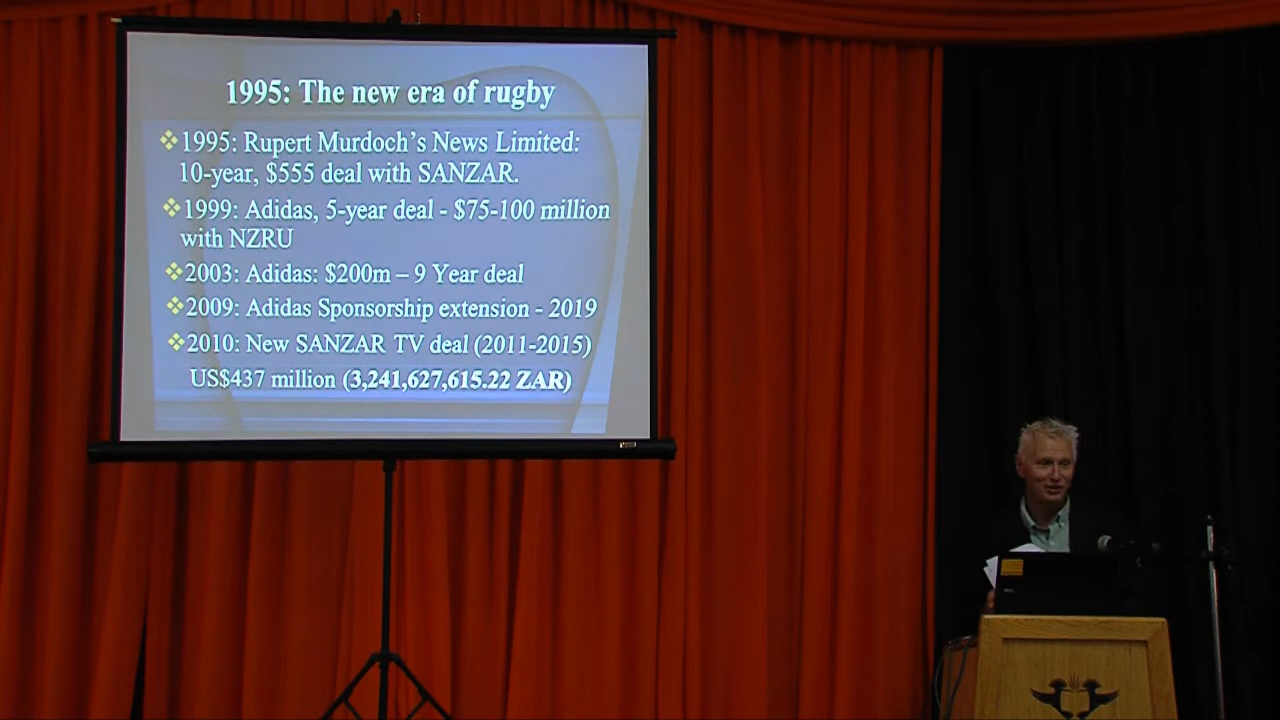 1995: The new era of rugby
❖1995: Rupert Murdoch's News Limited:
10-year, $555 deal with SANZAR.
❖1999: Adidas, 5-year deal - $75-100 million
with NZRU
❖2003: Adidas: $200m – 9 Year deal
❖2009: Adidas Sponsorship extension - 2019
❖2010: New SANZAR TV deal (2011-2015)
US$437 million (3,241,627,615.22 ZAR)